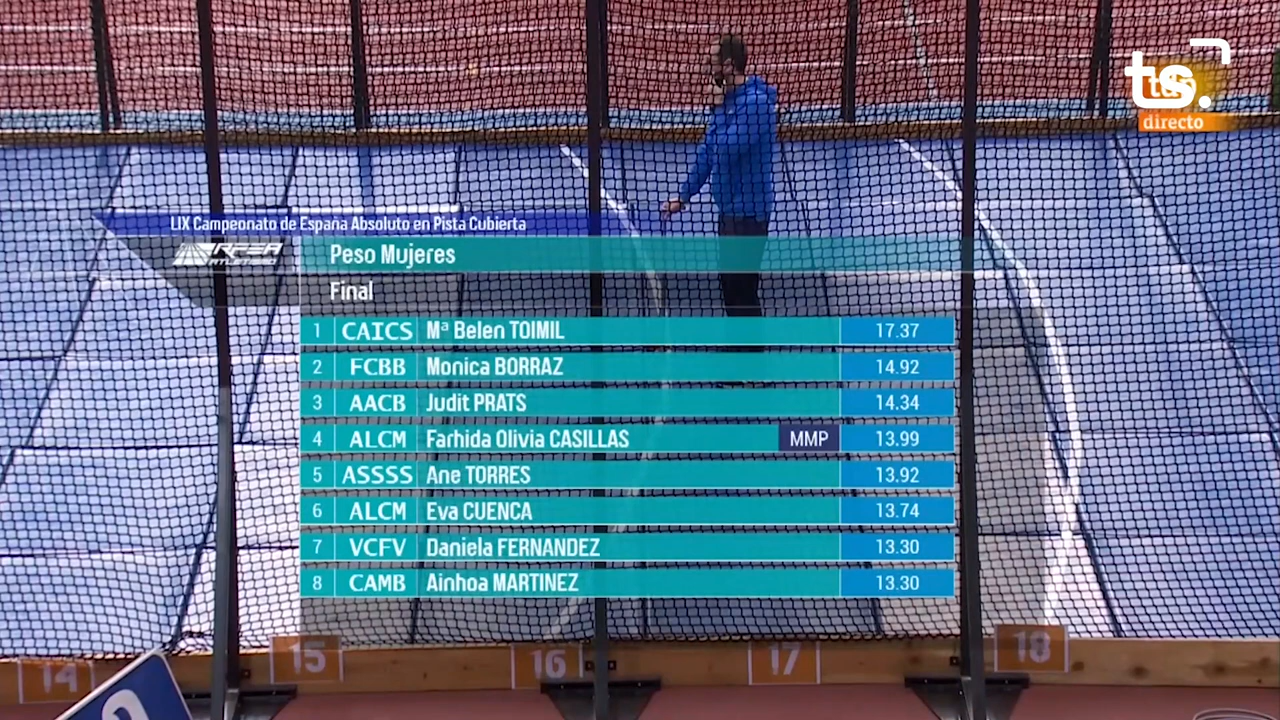 ts.
tdp
directo
LIX Campeonato de España Absoluto en Pista Cubierta
RFEA
ATLETISMO
Peso Mujeres
Final
1 CAICS Mª Belen TOIMIL 17.37
2 FCBB Monica BORRAZ 14.92
3 AACB Judit PRATS 14.34
4 ALCM Farhida Olivia CASILLAS MMP 13.99
5 ASSSS Ane TORRES 13.92
6 ALCM Eva CUENCA 13.74
7 VCFV Daniela FERNANDEZ 13.30
8 CAMB Ainhoa MARTINEZ 13.30
14 15 16 17 18